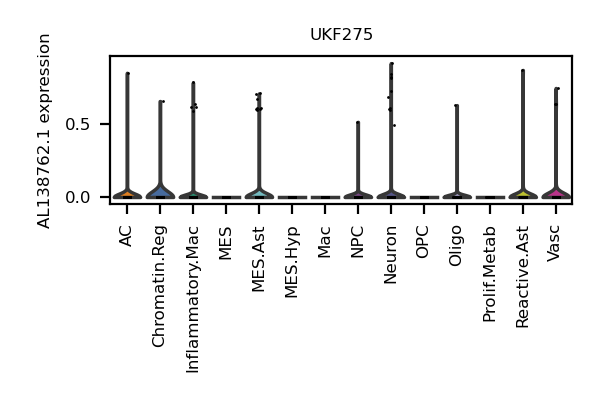 UKF275
AL138762.1 expression
0.5
0.0
AC
Chromatin.Reg
Inflammatory.Mac
MES
MES.Ast
MES.Hyp
Mac
NPC
Neuron
OPC
Oligo
Prolif.Metab
Reactive.Ast
Vasc